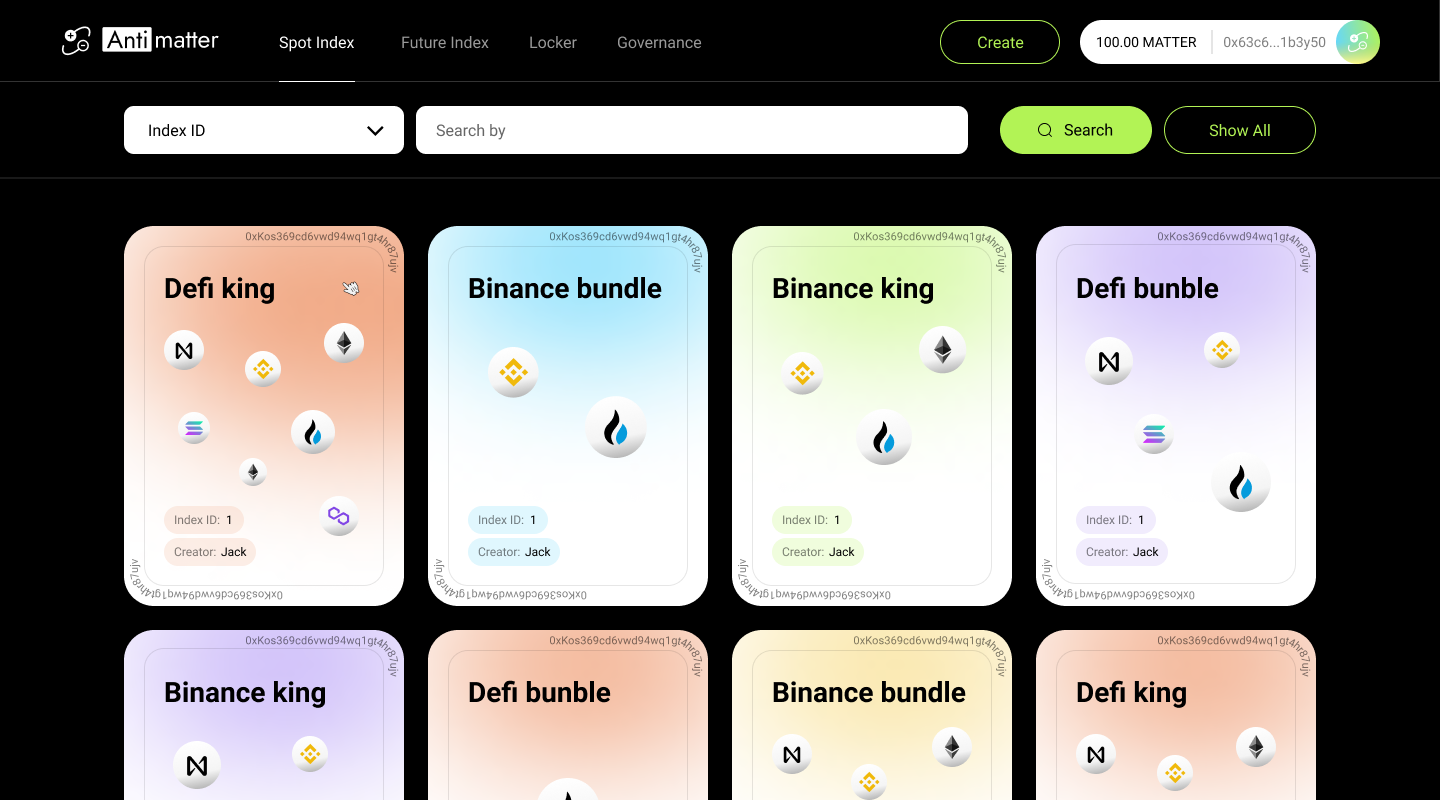 Antimatter
Spot Index
Future Index
Locker
Governance
Create
100.00 MATTER
0x63c6...1b3y50
Index ID
Search by
Search
Show All
0xKos369cd6vwd94wq1gt4hr87ujv
Defi king
Index ID: 1
Creator: Jack
0xKos369cd6vwd94wq1gt4hr87ujv
0xKos369cd6vwd94wq1gt4hr87ujv
Binance bundle
Index ID: 1
Creator: Jack
0xKos369cd6vwd94wq1gt4hr87ujv
0xKos369cd6vwd94wq1gt4hr87ujv
Binance king
Index ID: 1
Creator: Jack
0xKos369cd6vwd94wq1gt4hr87ujv
0xKos369cd6vwd94wq1gt4hr87ujv
Defi bunble
Index ID: 1
Creator: Jack
0xKos369cd6vwd94wq1gt4hr87ujv
0xKos369cd6vwd94wq1gt4hr87ujv
Binance king
0xKos369cd6vwd94wq1gt4hr87ujv
Defi bunble
0xKos369cd6vwd94wq1gt4hr87ujv
Binance bundle
0xKos369cd6vwd94wq1gt4hr87ujv
Defi king